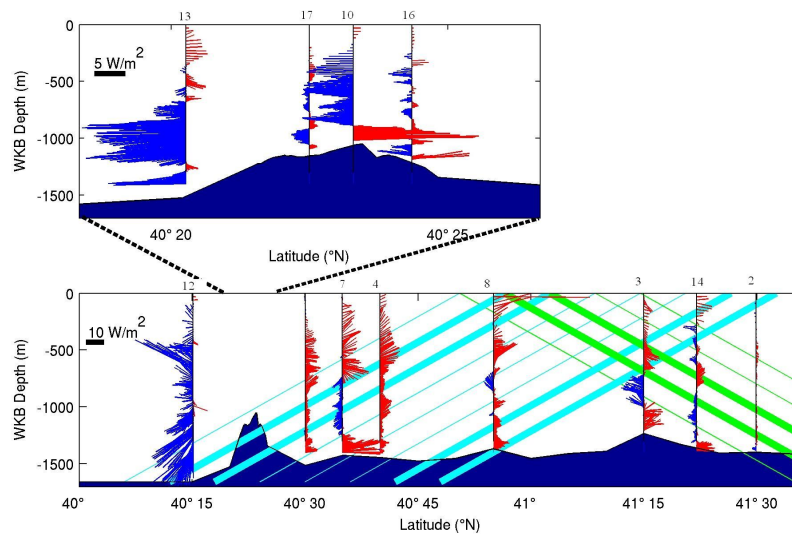 13 17 10 16
0
5 W/m2
-500
-1000
-1500
WKB Depth (m)
40° 20 40° 25
Latitude (°N)
12 7 4 8 3 14 2
0
10 W/m2
-500
-1000
-1500
WKB Depth (m)
40° 40° 15 40° 30 40° 45 41° 41° 15 41° 30
Latitude (°N)